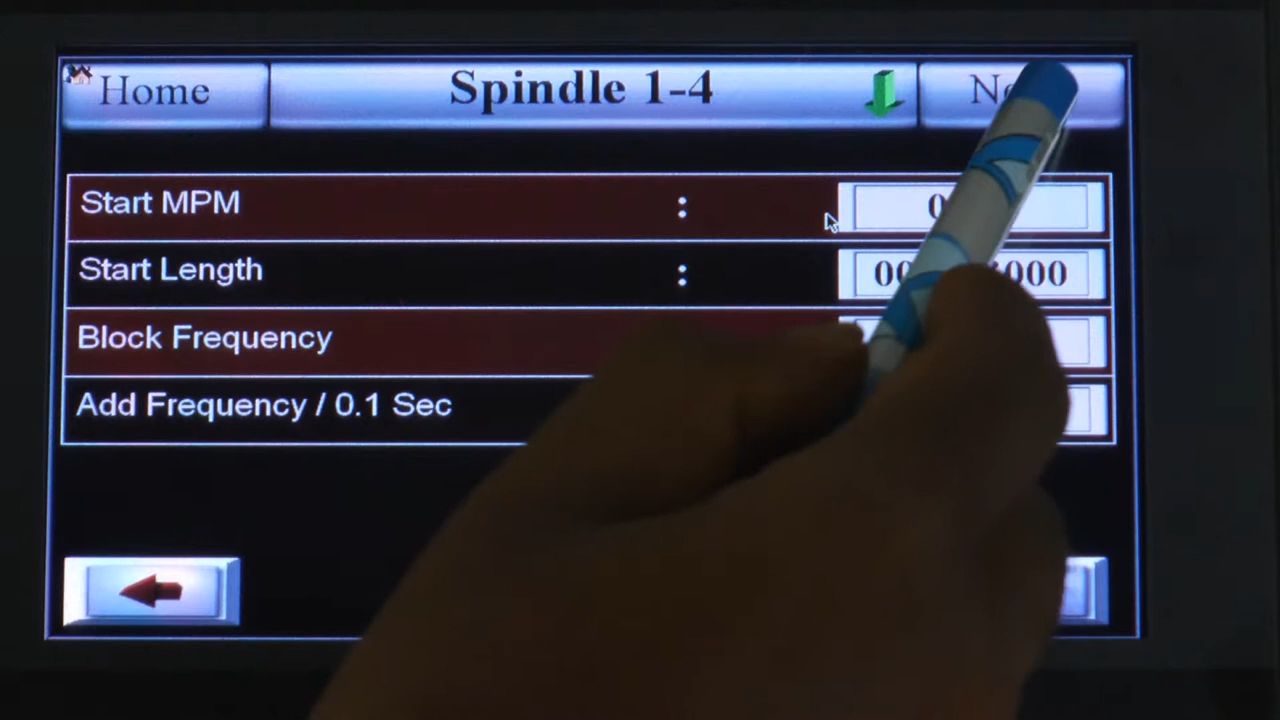 Home
Spindle 1-4
Start MPM :
Start Length :
Block Frequency
Add Frequency / 0.1 Sec